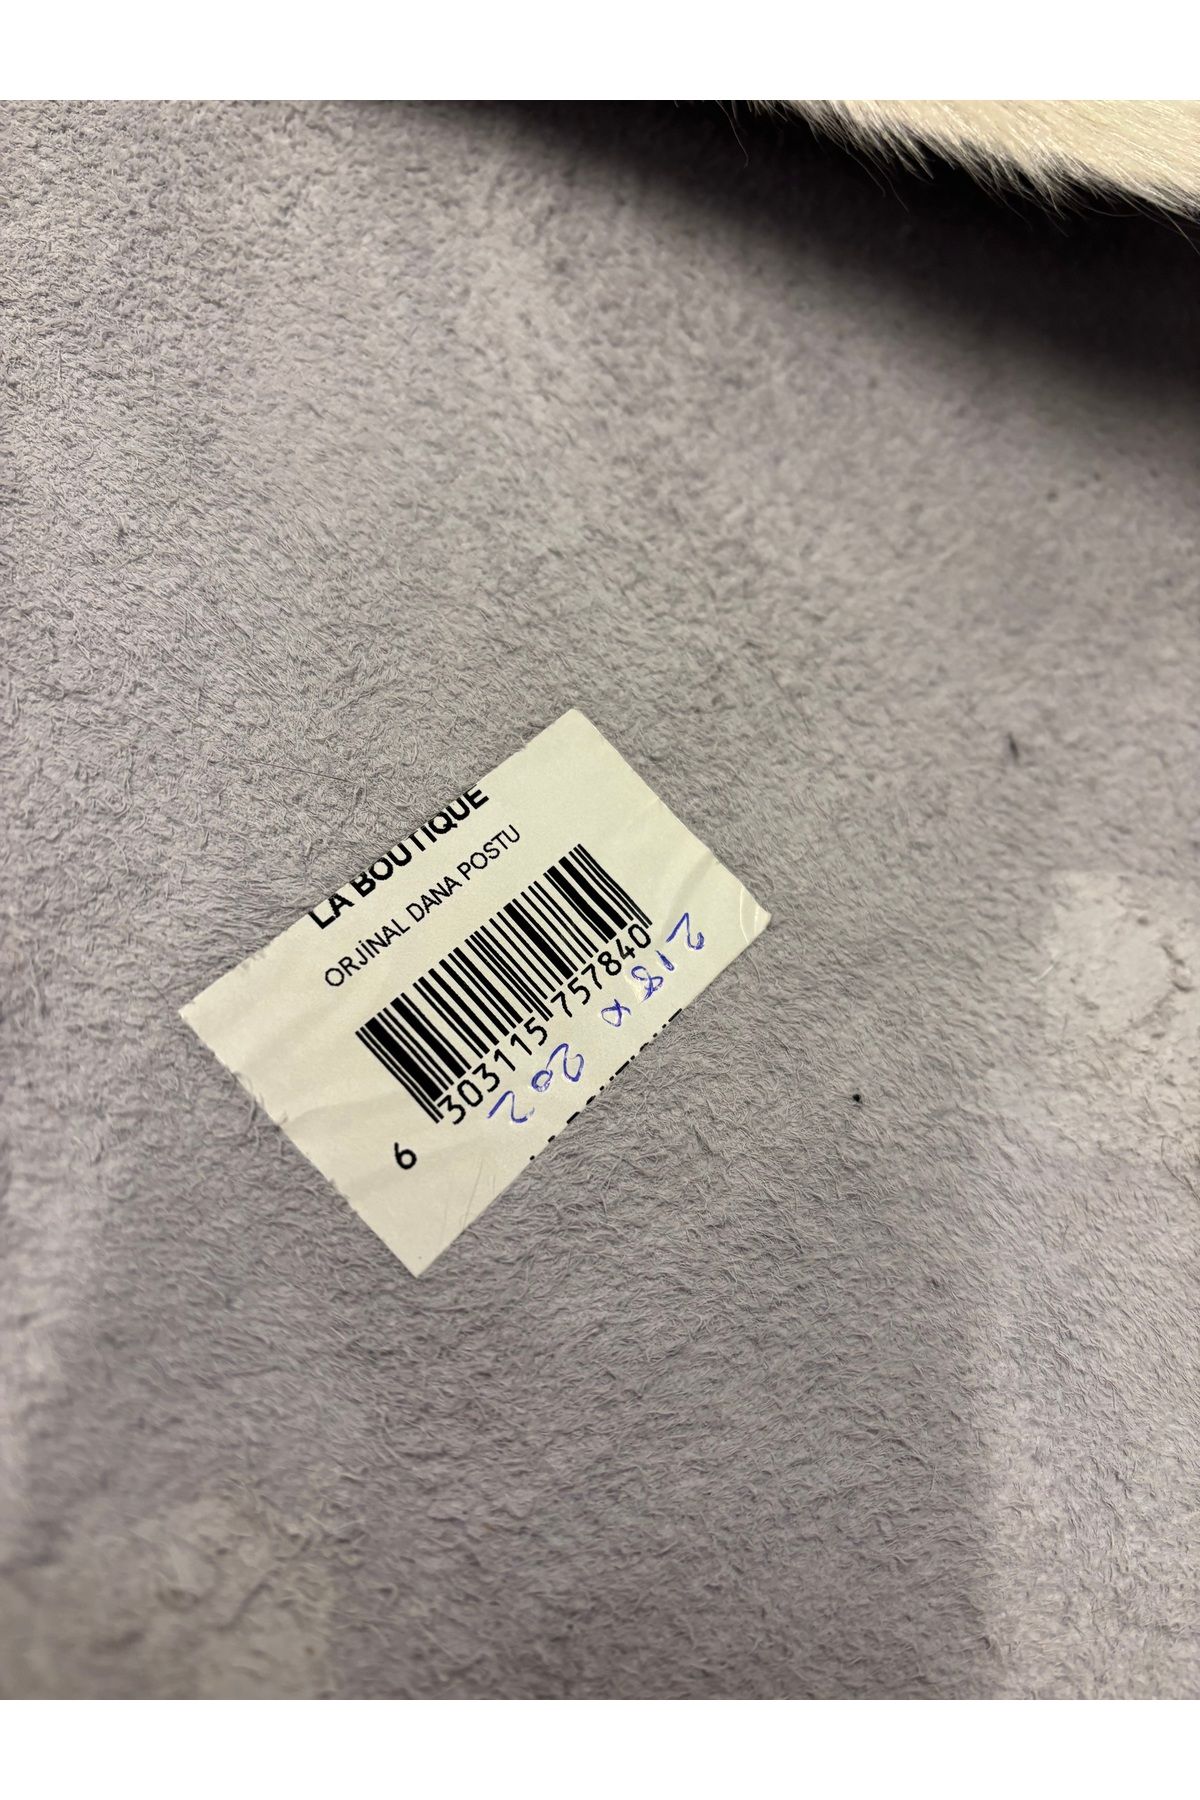 LA BOUTIQUE
ORJİNAL DANA POSTU
6 303115 757840
218 x 202